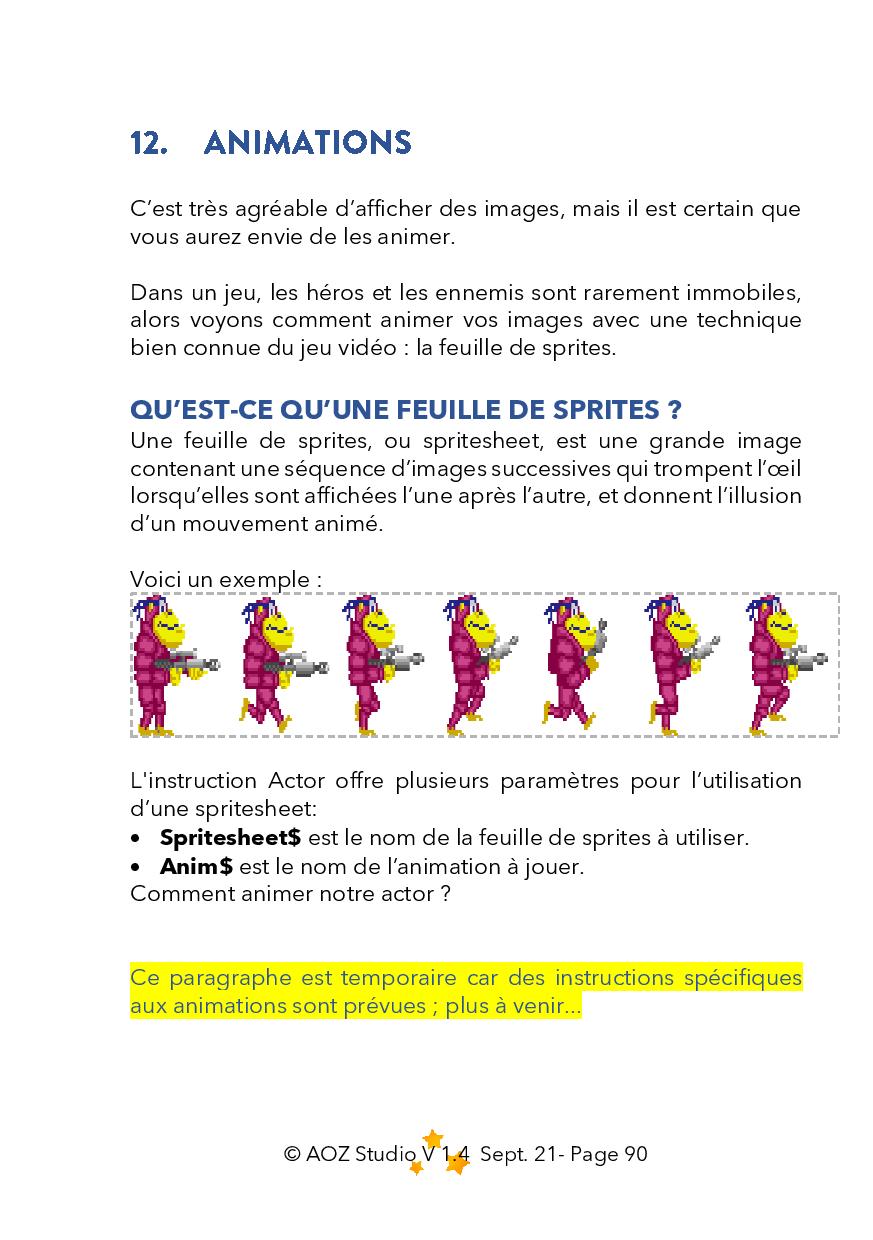 12. ANIMATIONS
C’est très agréable d’afficher des images, mais il est certain que
vous aurez envie de les animer.
Dans un jeu, les héros et les ennemis sont rarement immobiles,
alors voyons comment animer vos images avec une technique
bien connue du jeu vidéo : la feuille de sprites.
QU’EST-CE QU’UNE FEUILLE DE SPRITES ?
Une feuille de sprites, ou spritesheet, est une grande image
contenant une séquence d’images successives qui trompent l’œil
lorsqu’elles sont affichées l’une après l’autre, et donnent l’illusion
d’un mouvement animé.
Voici un exemple :
L'instruction Actor offre plusieurs paramètres pour l’utilisation
d’une spritesheet:
• Spritesheet$ est le nom de la feuille de sprites à utiliser.
• Anim$ est le nom de l’animation à jouer.
Comment animer notre actor ?
Ce paragraphe est temporaire car des instructions spécifiques
aux animations sont prévues ; plus à venir...
© AOZ Studio V 1.4 Sept. 21- Page 90